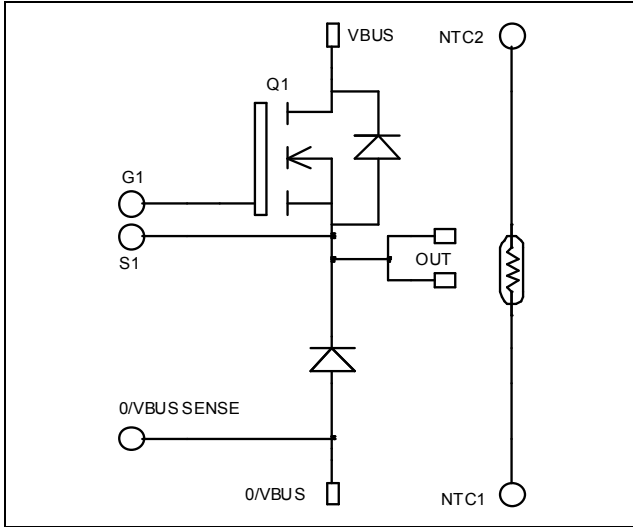 VBUS
NTC2
Q1
G1
S1
OUT
0/VBUS SENSE
0/VBUS
NTC1